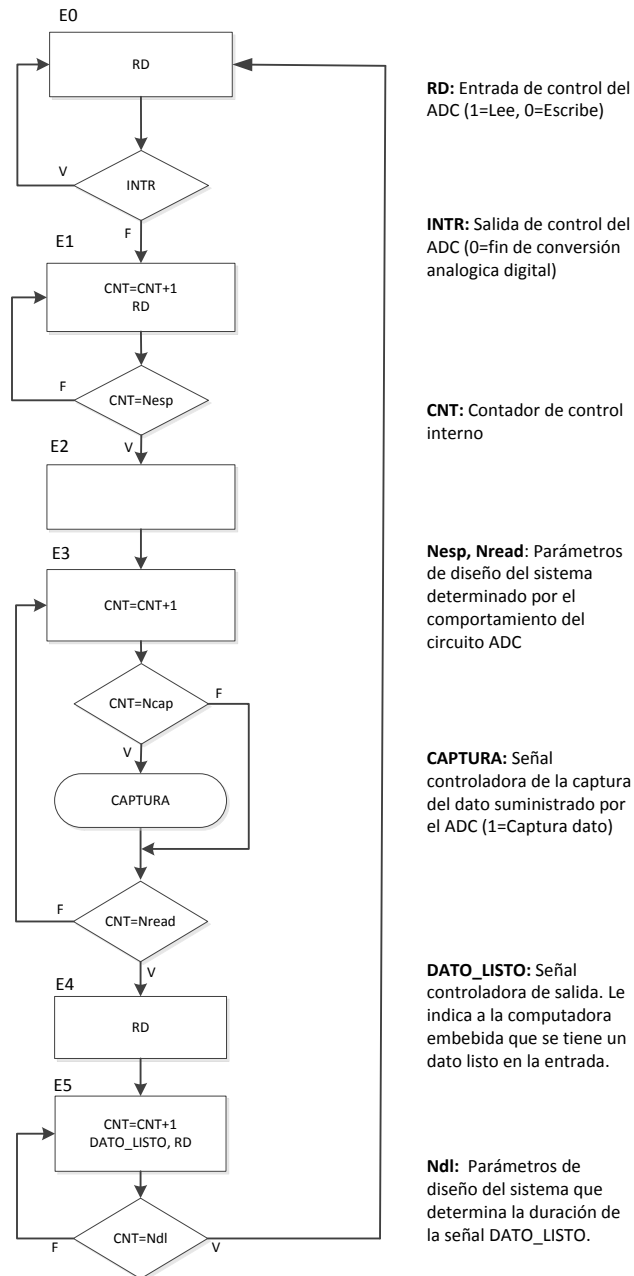 E0
RD
V
INTR
F
E1
CNT=CNT+1
RD
F
CNT=Nesp
V
E2
E3
CNT=CNT+1
CNT=Ncap
F
V
CAPTURA
F
CNT=Nread
V
E4
RD
E5
CNT=CNT+1
DATO_LISTO, RD
F
CNT=Ndl
V
RD: Entrada de control del
ADC (1=Lee, 0=Escribe)
INTR: Salida de control del
ADC (0=fin de conversión
analogica digital)
CNT: Contador de control
interno
Nesp, Nread: Parámetros
de diseño del sistema
determinado por el
comportamiento del
circuito ADC
CAPTURA: Señal
controladora de la captura
del dato suministrado por
el ADC (1=Captura dato)
DATO_LISTO: Señal
controladora de salida. Le
indica a la computadora
embebida que se tiene un
dato listo en la entrada.
Ndl: Parámetros de
diseño del sistema que
determina la duración de
la señal DATO_LISTO.